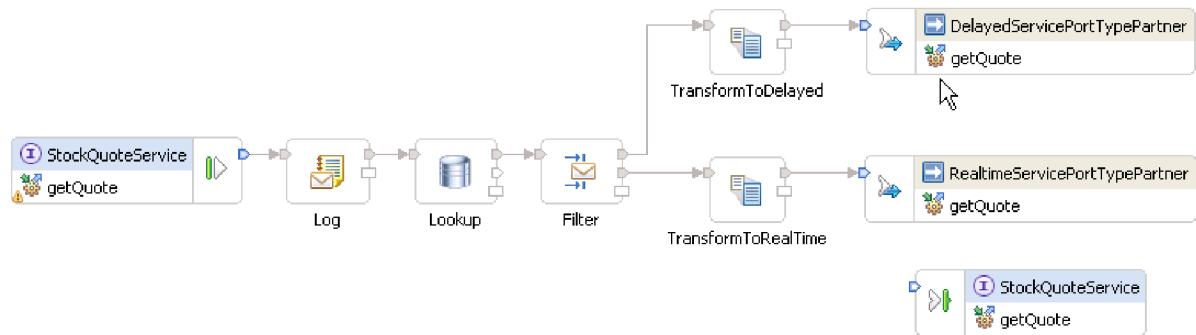 DelayedServicePortTypePartner
getQuote
TransformToDelayed
StockQuoteService
getQuote
Log
Lookup
Filter
RealtimeServicePortTypePartner
getQuote
TransformToRealTime
StockQuoteService
getQuote